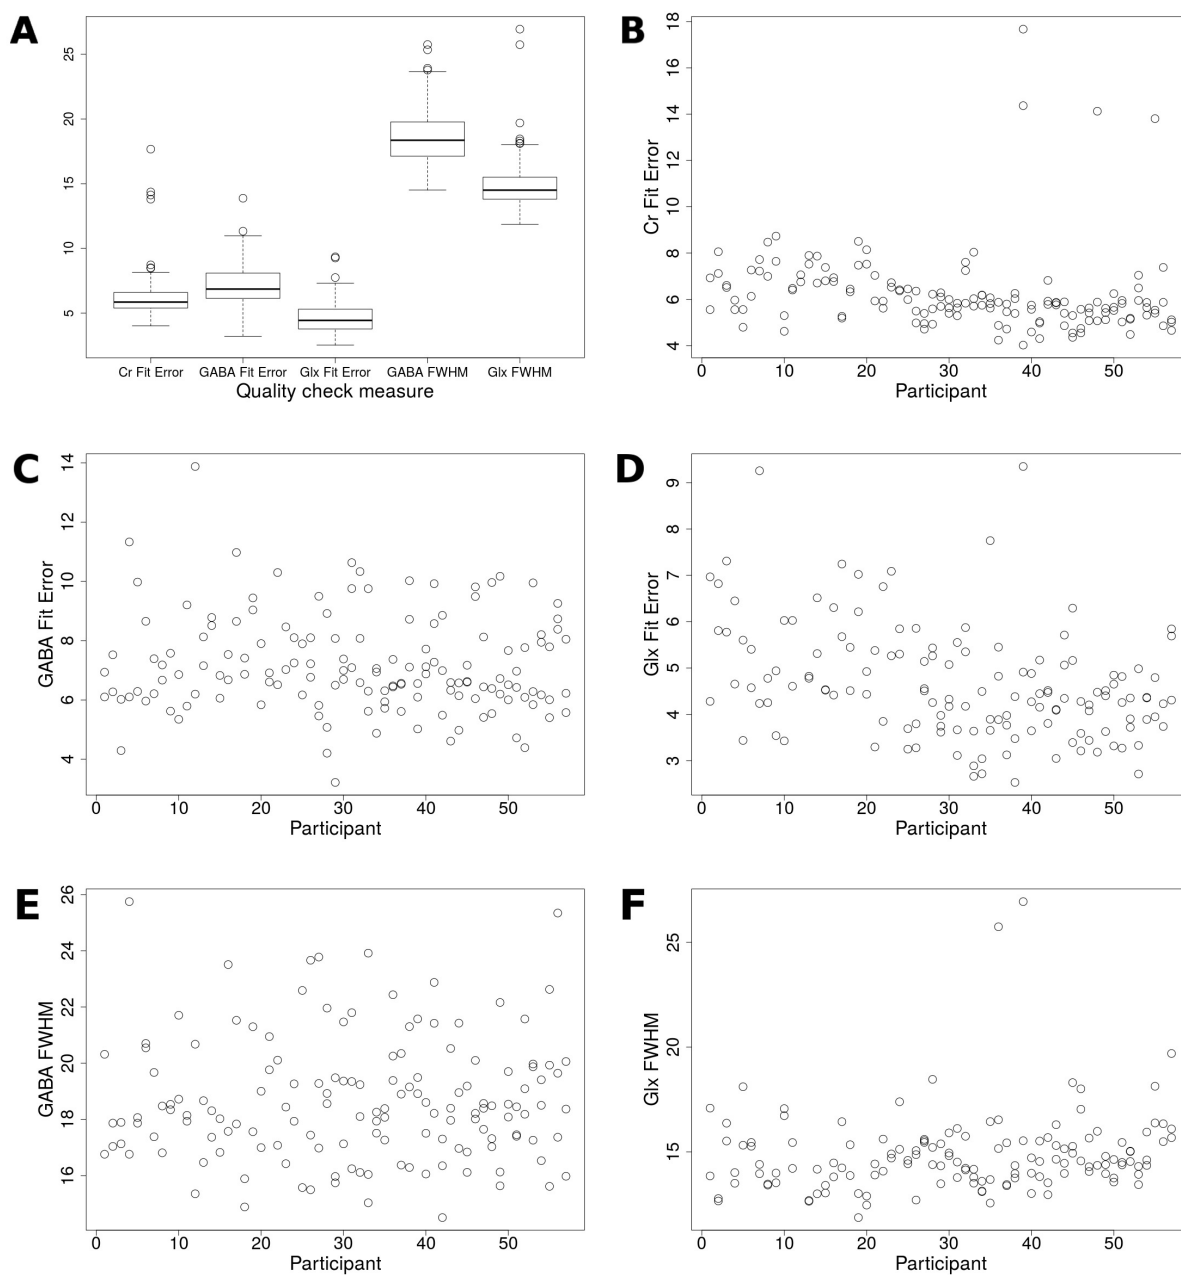 A
25
20
15
10
5
Cr Fit Error GABA Fit Error Glx Fit Error GABA FWHM Glx FWHM
Quality check measure
B
Cr Fit Error
18
16
14
12
10
8
6
4
0 10 20 30 40 50
Participant
C
GABA Fit Error
14
12
10
8
6
4
0 10 20 30 40 50
Participant
D
Glx Fit Error
9
8
7
6
5
4
3
0 10 20 30 40 50
Participant
E
GABA FWHM
26
24
22
20
18
16
0 10 20 30 40 50
Participant
F
Glx FWHM
25
20
15
0 10 20 30 40 50
Participant